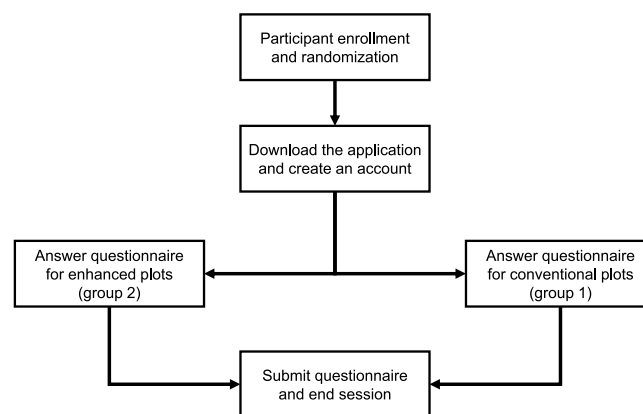 Participant enrollment
and randomization
Download the application
and create an account
Answer questionnaire
for enhanced plots
(group 2)
Answer questionnaire
for conventional plots
(group 1)
Submit questionnaire
and end session